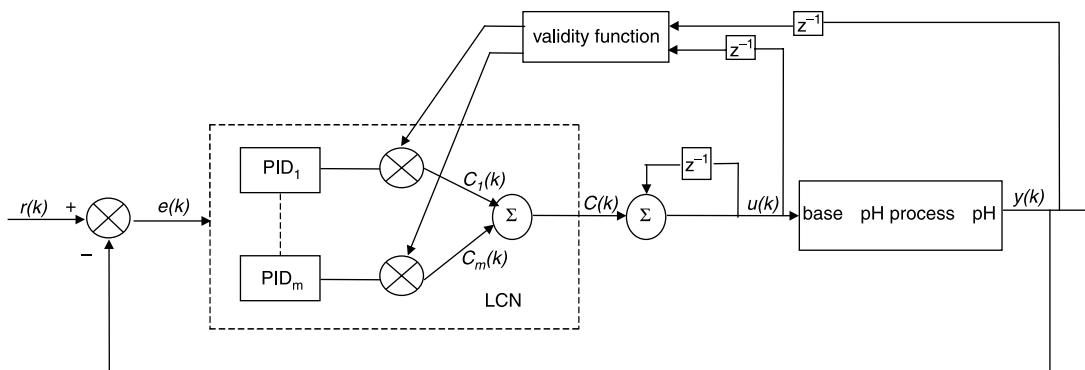 validity function
z⁻¹
z⁻¹
PID₁
C₁(k)
z⁻¹
r(k)
+
−
e(k)
Σ
C(k)
Σ
u(k)
base pH process pH
y(k)
PIDₘ
Cₘ(k)
LCN